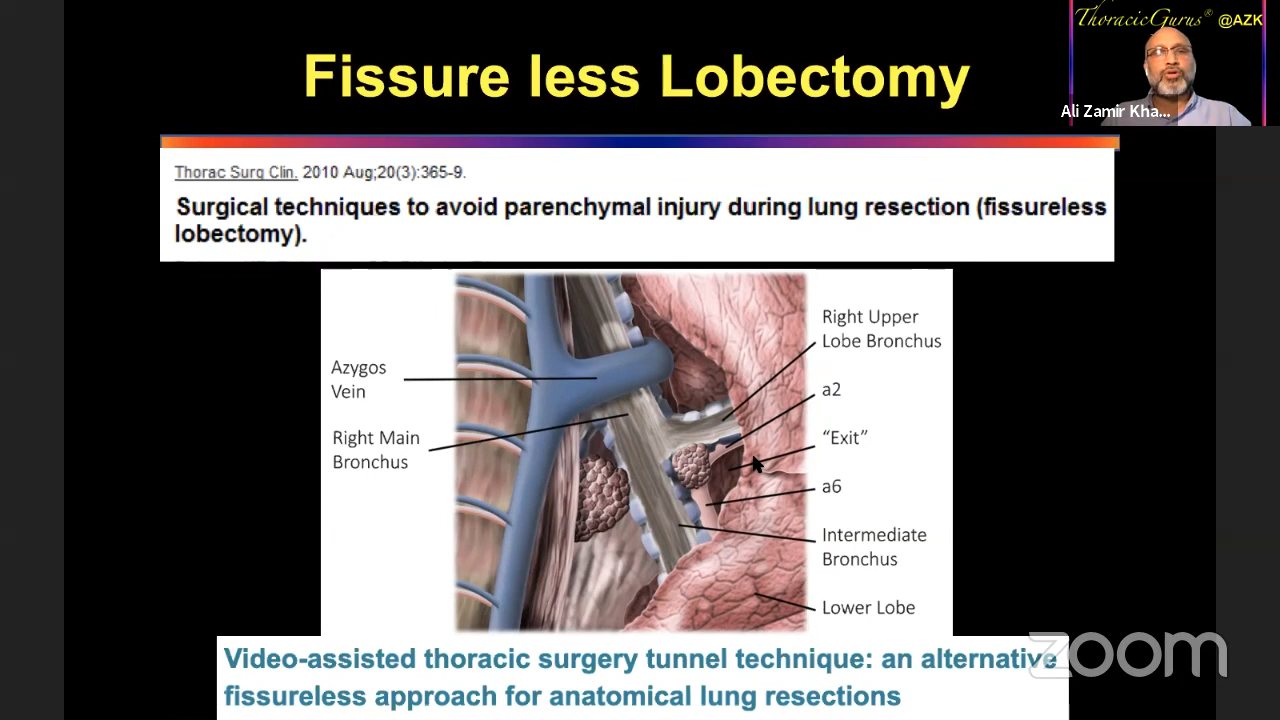 ThoracicGurus® @AZK
Ali Zamir Kha...
Fissure less Lobectomy
Thorac Surg Clin. 2010 Aug;20(3):365-9.
Surgical techniques to avoid parenchymal injury during lung resection (fissureless
lobectomy).
Azygos
Vein
Right Main
Bronchus
Right Upper
Lobe Bronchus
a2
“Exit”
a6
Intermediate
Bronchus
Lower Lobe
Video-assisted thoracic surgery tunnel technique: an alternative
fissureless approach for anatomical lung resections
zoom